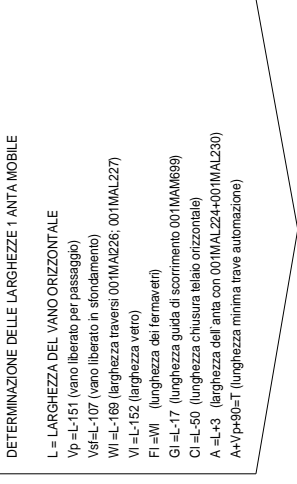 DETERMINAZIONE DELLE LARGHEZZE 1 ANTA MOBILE
L = LARGHEZZA DEL VANO ORIZZONTALE
Vp =L-151 (vano liberato per passaggio)
Vsf=L-107 (vano liberato in sfondamento)
Wl =L-169 (larghezza traversi 001MAl226; 001MAL227)
Vl =L-152 (larghezza vetro)
Fl =Wl (lunghezza dei fermavetri)
Gl =L-17 (lunghezza guida di scorrimento 001MAM699)
Cl =L-50 (lunghezza chiusura telaio orizzontale)
A =L+3 (larghezza dell'anta con 001MAL224+001MAL230)
A+Vp+90=T (lunghezza minima trave automazione)